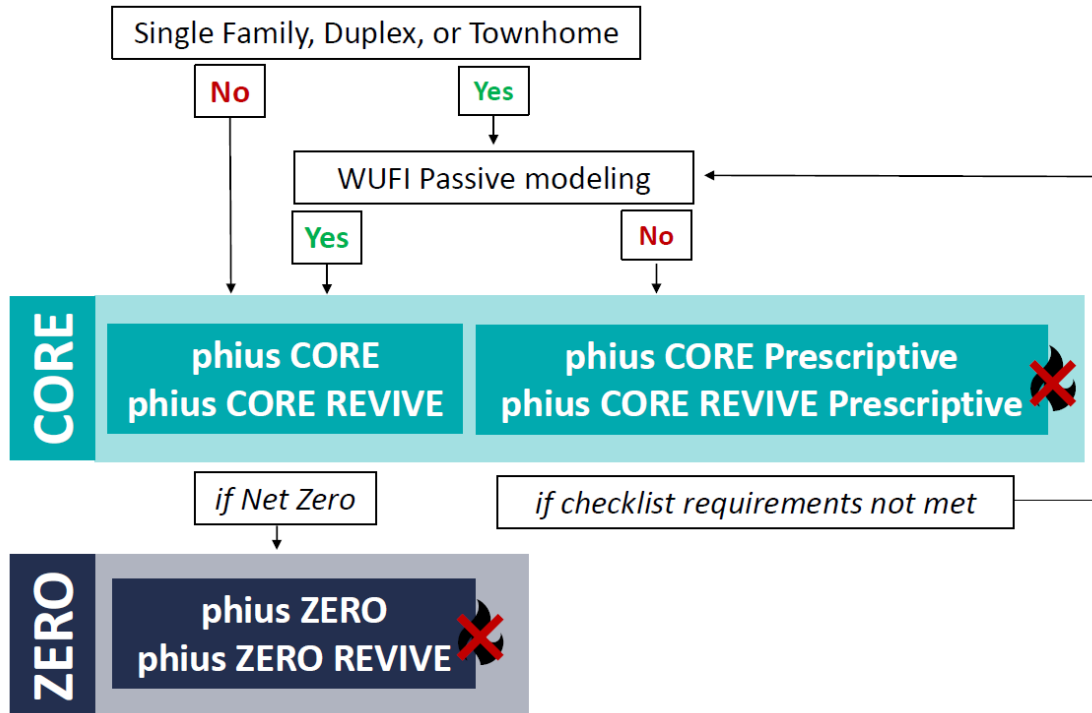 Single Family, Duplex, or Townhome
No
Yes
WUFI Passive modeling
Yes
No
CORE
phius CORE
phius CORE REVIVE
phius CORE Prescriptive
phius CORE REVIVE Prescriptive
if Net Zero
if checklist requirements not met
ZERO
phius ZERO
phius ZERO REVIVE